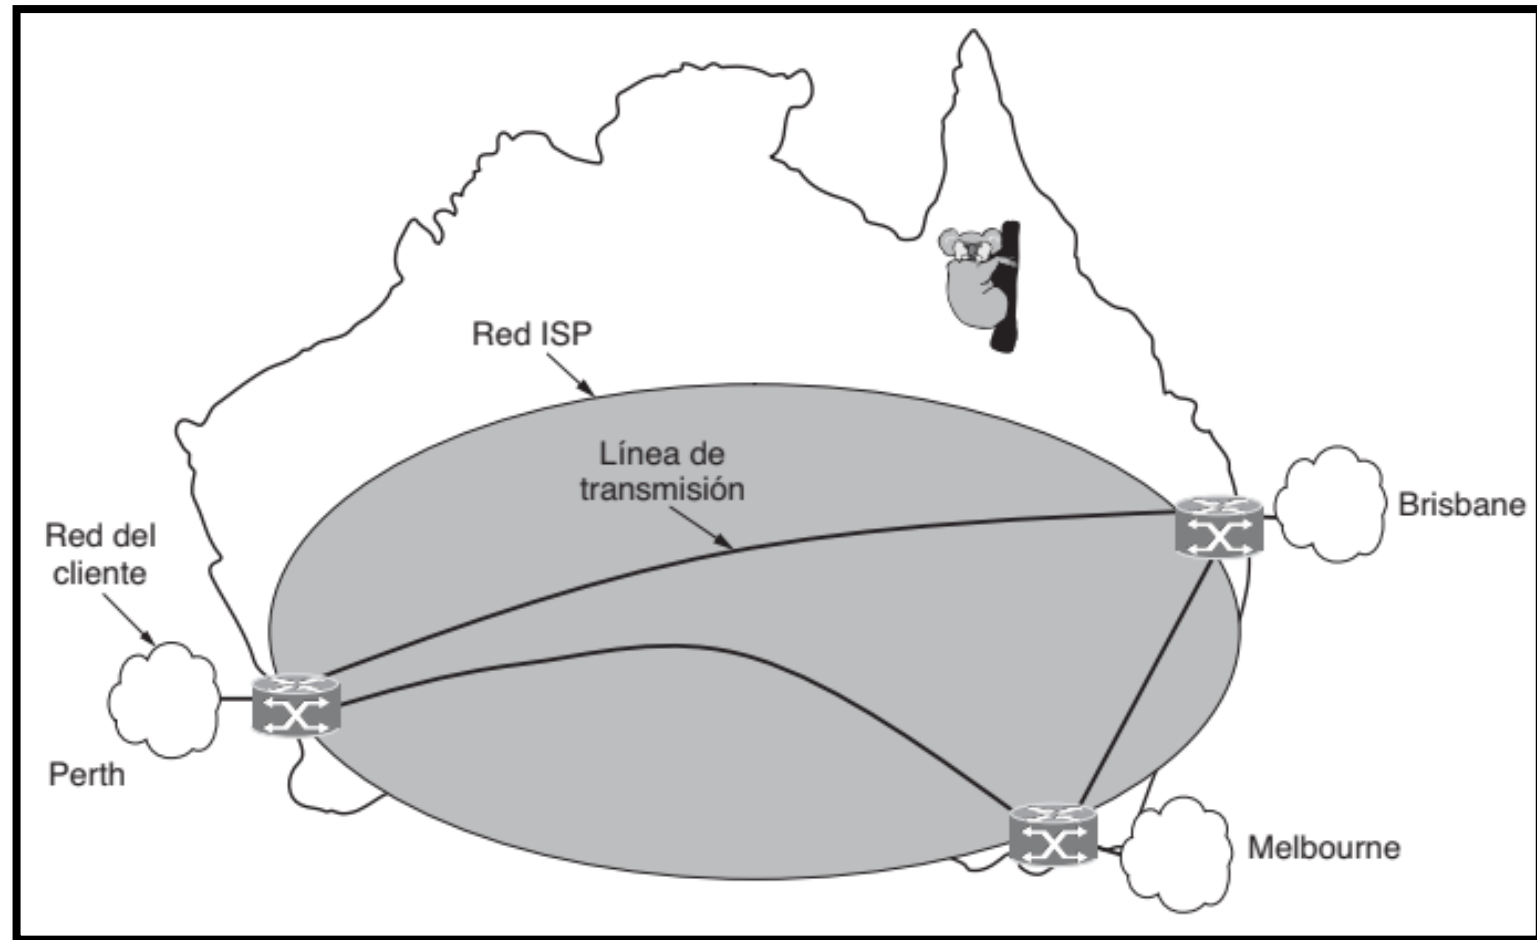 Red ISP
Línea de
transmisión
Brisbane
Red del
cliente
Perth
Melbourne